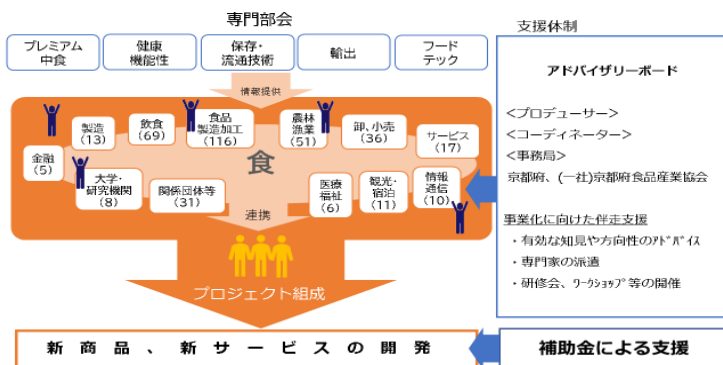 専門部会
プレミアム
中食
健康
機能性
保存・
流通技術
輸出
フード
テック
情報提供
製造
(13)
飲食
(69)
食品
製造加工
(116)
農林
漁業
(51)
卸、小売
(36)
サービス
(17)
金融
(5)
大学・
研究機関
(8)
関係団体等
(31)
食
医療
福祉
(6)
観光・
宿泊
(11)
情報
通信
(10)
連携
プロジェクト組成
新商品、新サービスの開発
支援体制
アドバイザリーボード
<プロデューサー>
<コーディネーター>
<事務局>
京都府、(一社)京都府食品産業協会
事業化に向けた伴走支援
・有効な知見や方向性のｱﾄﾞﾊﾞｲｽ
・専門家の派遣
・研修会、ﾜｰｸｼｮｯﾌﾟ等の開催
補助金による支援